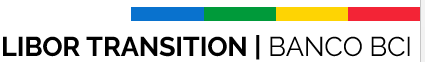 LIBOR TRANSITION | BANCO BCI